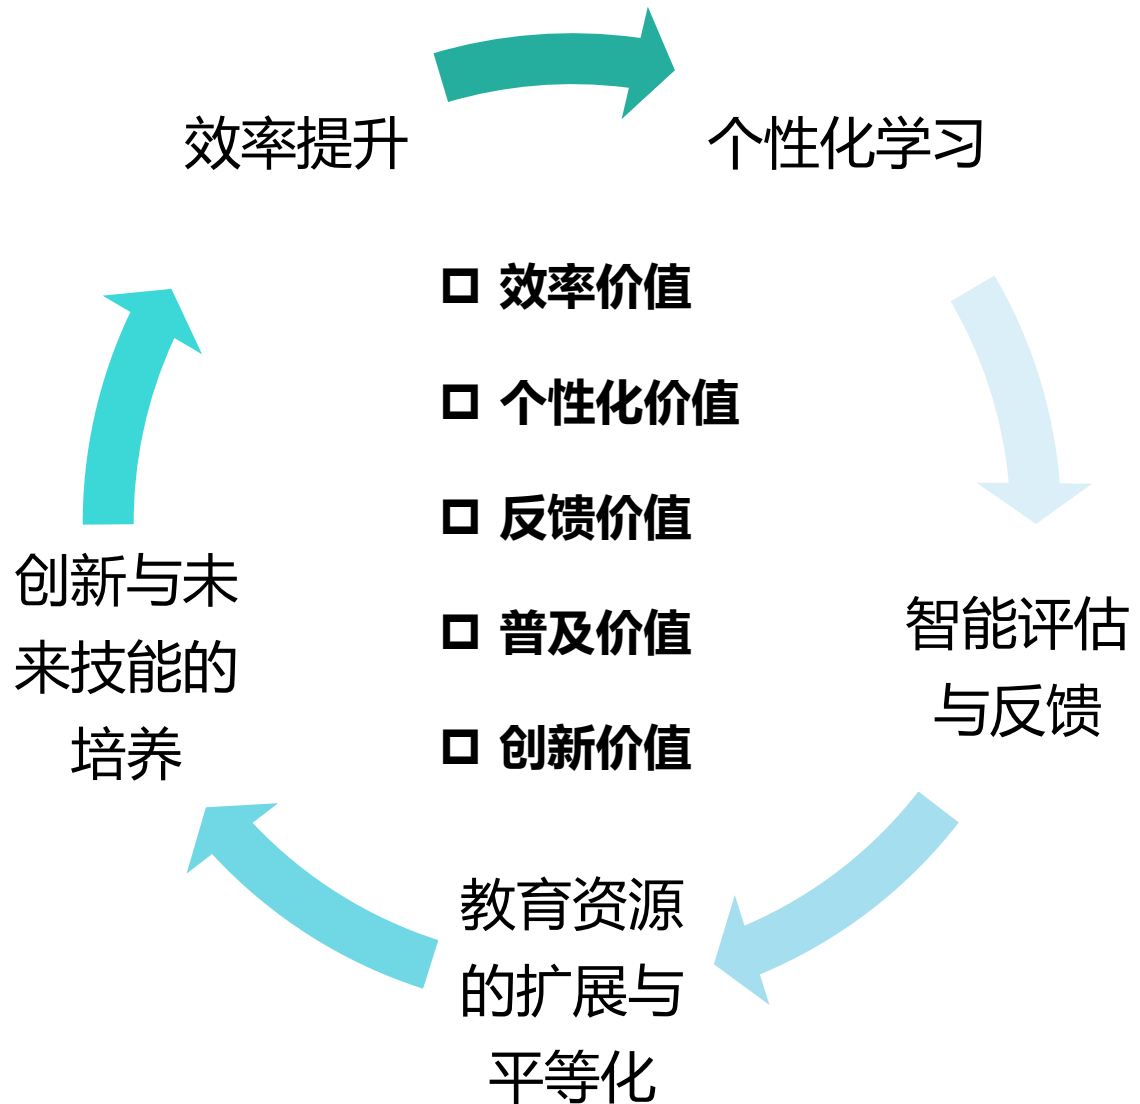 效率提升
个性化学习
效率价值
个性化价值
反馈价值
普及价值
创新价值
智能评估
与反馈
教育资源
的扩展与
平等化
创新与未
来技能的
培养